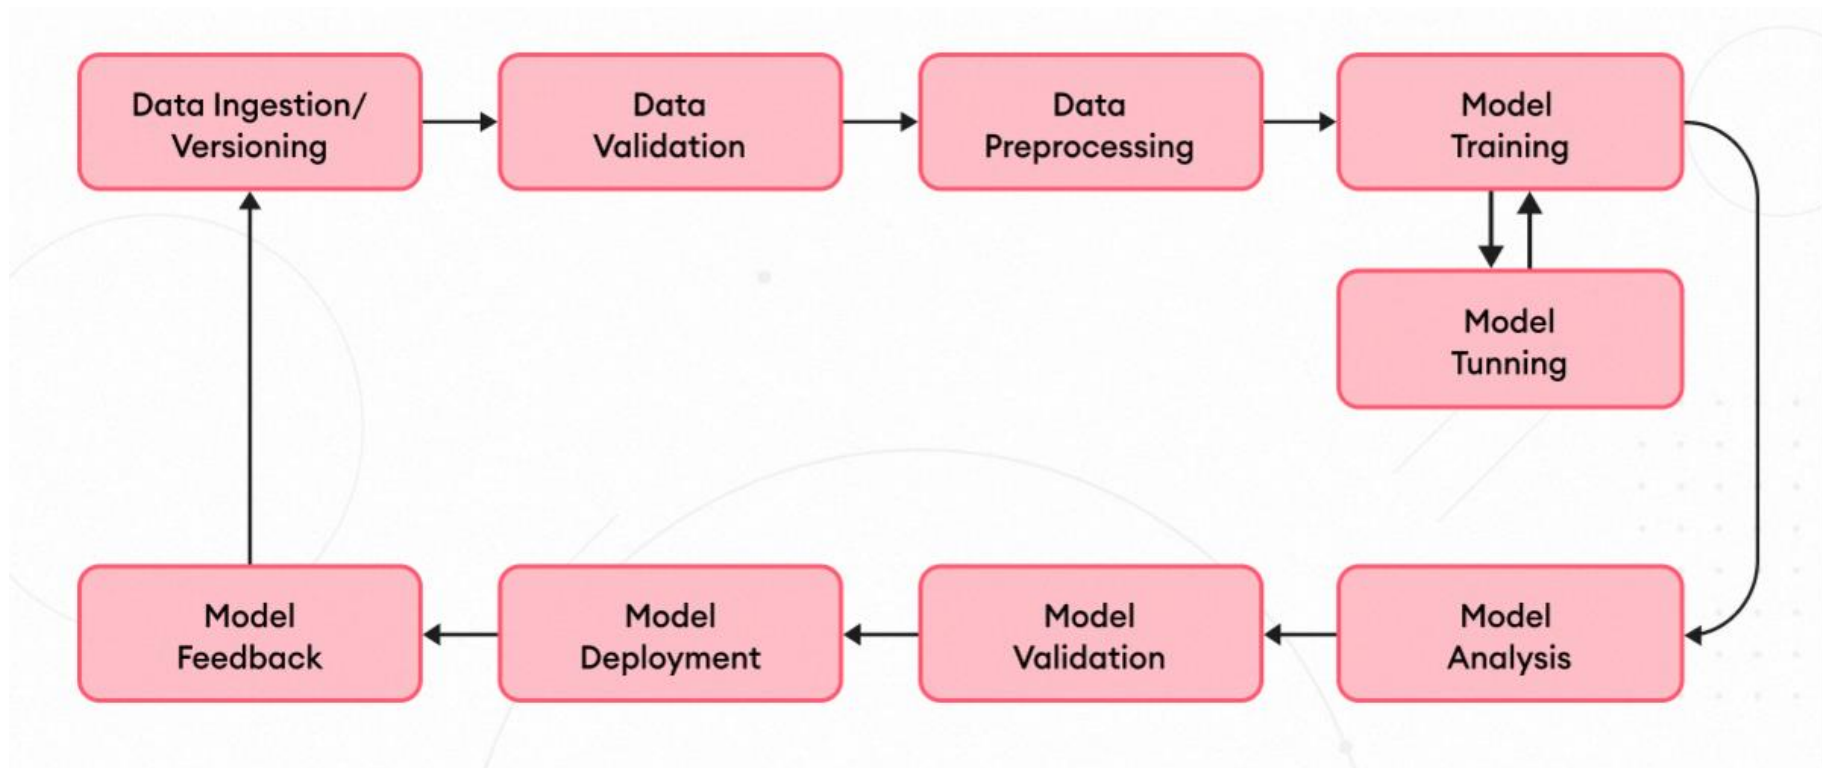 Data Ingestion/
Versioning
Data
Validation
Data
Preprocessing
Model
Training
Model
Tunning
Model
Feedback
Model
Deployment
Model
Validation
Model
Analysis